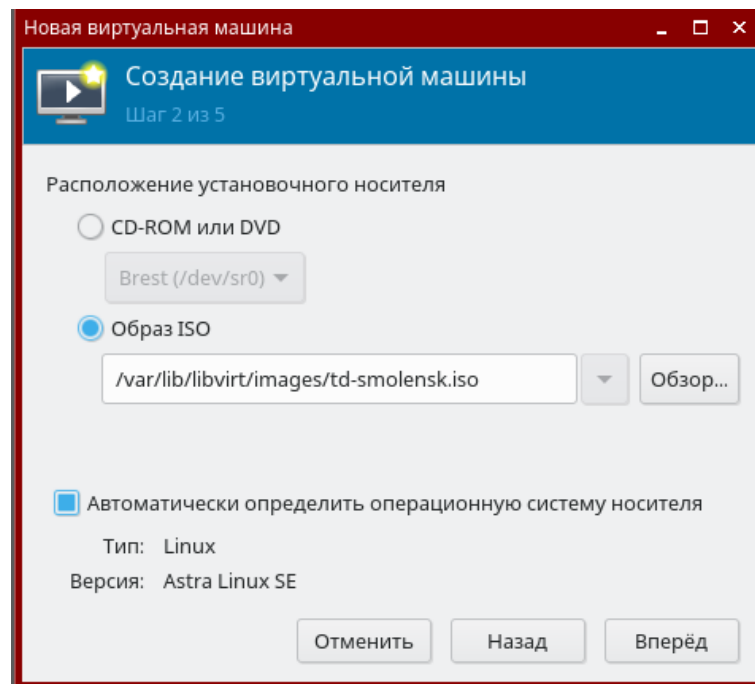 Новая виртуальная машина
Создание виртуальной машины
Шаг 2 из 5
Расположение установочного носителя
CD-ROM или DVD
Brest (/dev/sr0)
Образ ISO
/var/lib/libvirt/images/td-smolensk.iso
Обзор...
Автоматически определить операционную систему носителя
Тип: Linux
Версия: Astra Linux SE
Отменить Назад Вперёд